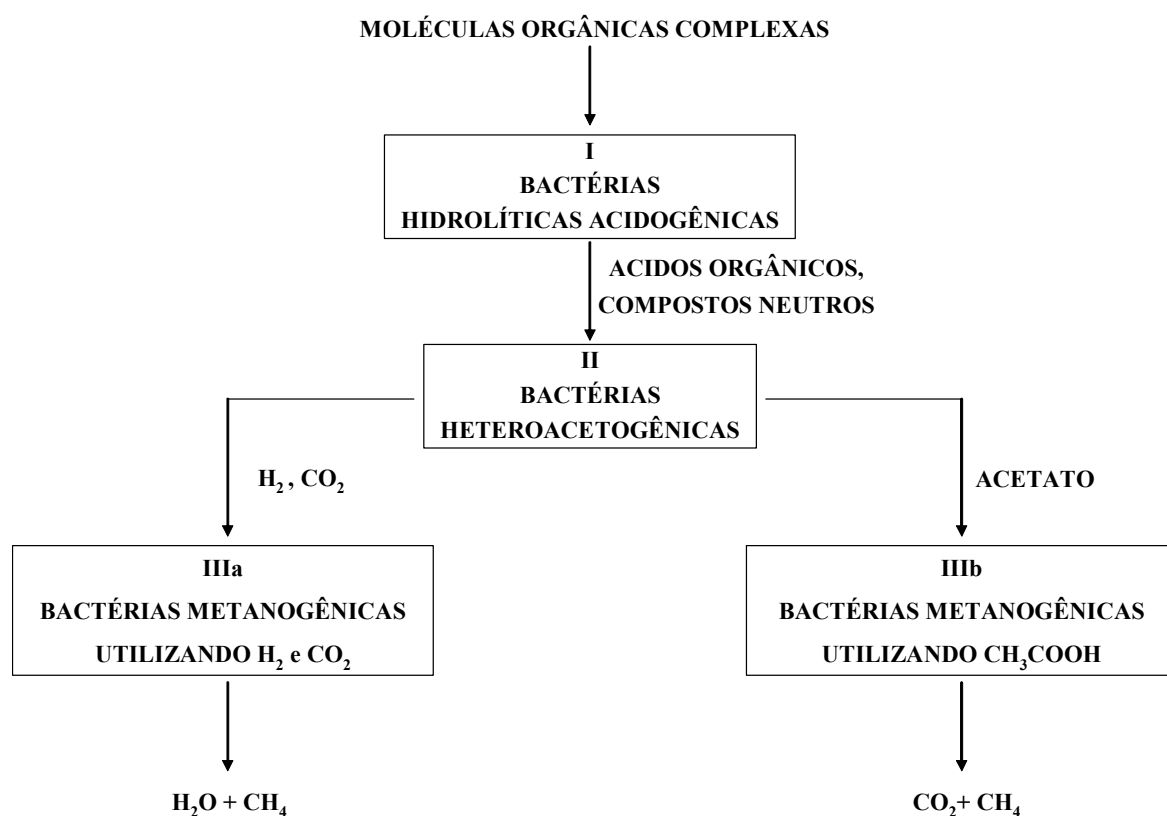 MOLÉCULAS ORGÂNICAS COMPLEXAS
I
BACTÉRIAS
HIDROLÍTICAS ACIDOGÊNICAS
ACIDOS ORGÂNICOS,
COMPOSTOS NEUTROS
II
BACTÉRIAS
HETEROACETOGÊNICAS
H₂ , CO₂
ACETATO
IIIa
BACTÉRIAS METANOGÊNICAS
UTILIZANDO H₂ e CO₂
IIIb
BACTÉRIAS METANOGÊNICAS
UTILIZANDO CH₃COOH
H₂O + CH₄
CO₂+ CH₄